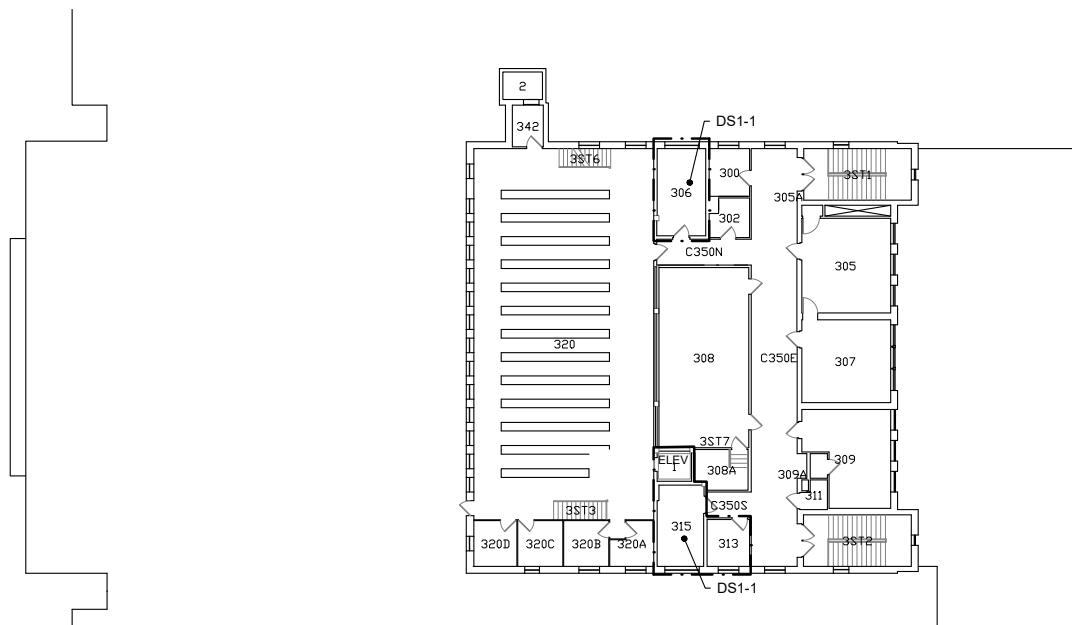 2
DS1-1
342
3ST6
300
3ST1
306
305A
302
C350N
305
320
308
C350E
307
3ST7
ELEV
1
308A
309A
309
311
3ST3
C350S
320D
320C
320B
320A
315
313
3ST2
DS1-1